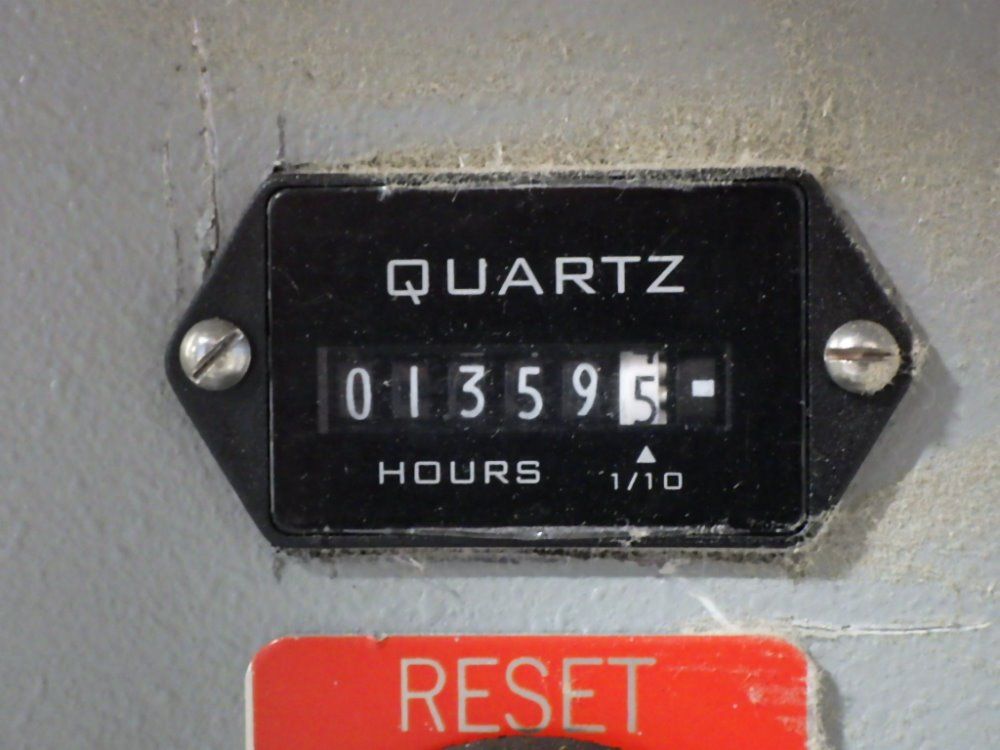 QUARTZ
013595
HOURS 1/10
RESET